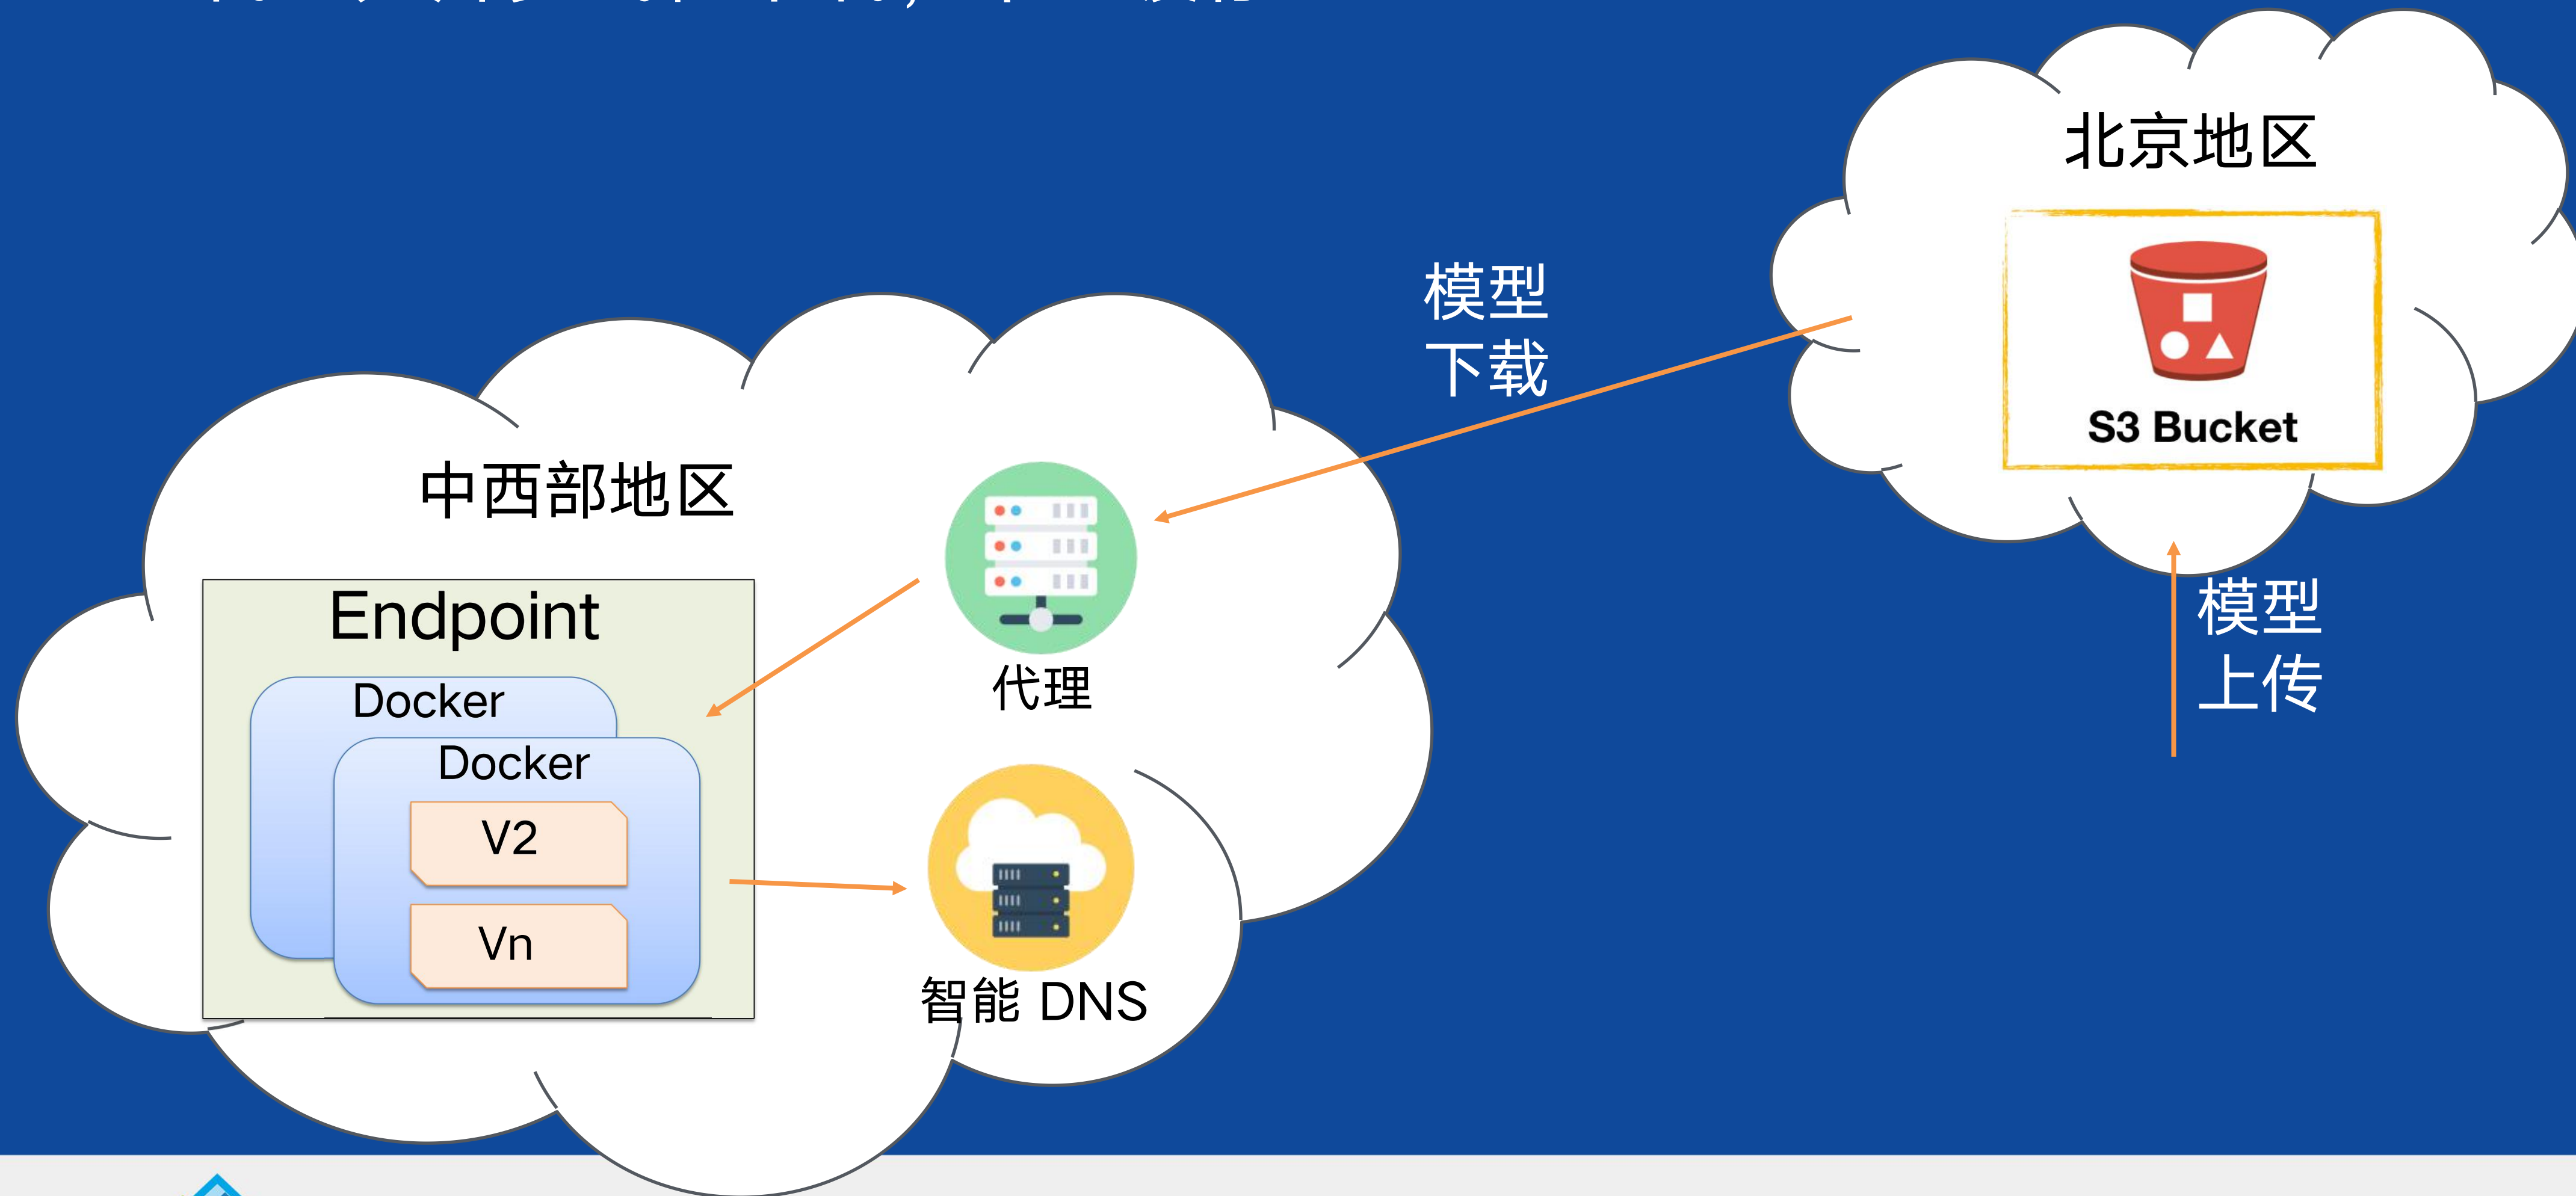 北京地区
S3 Bucket
模型
下载
中西部地区
Endpoint
Docker
Docker
V2
Vn
代理
智能 DNS
模型
上传